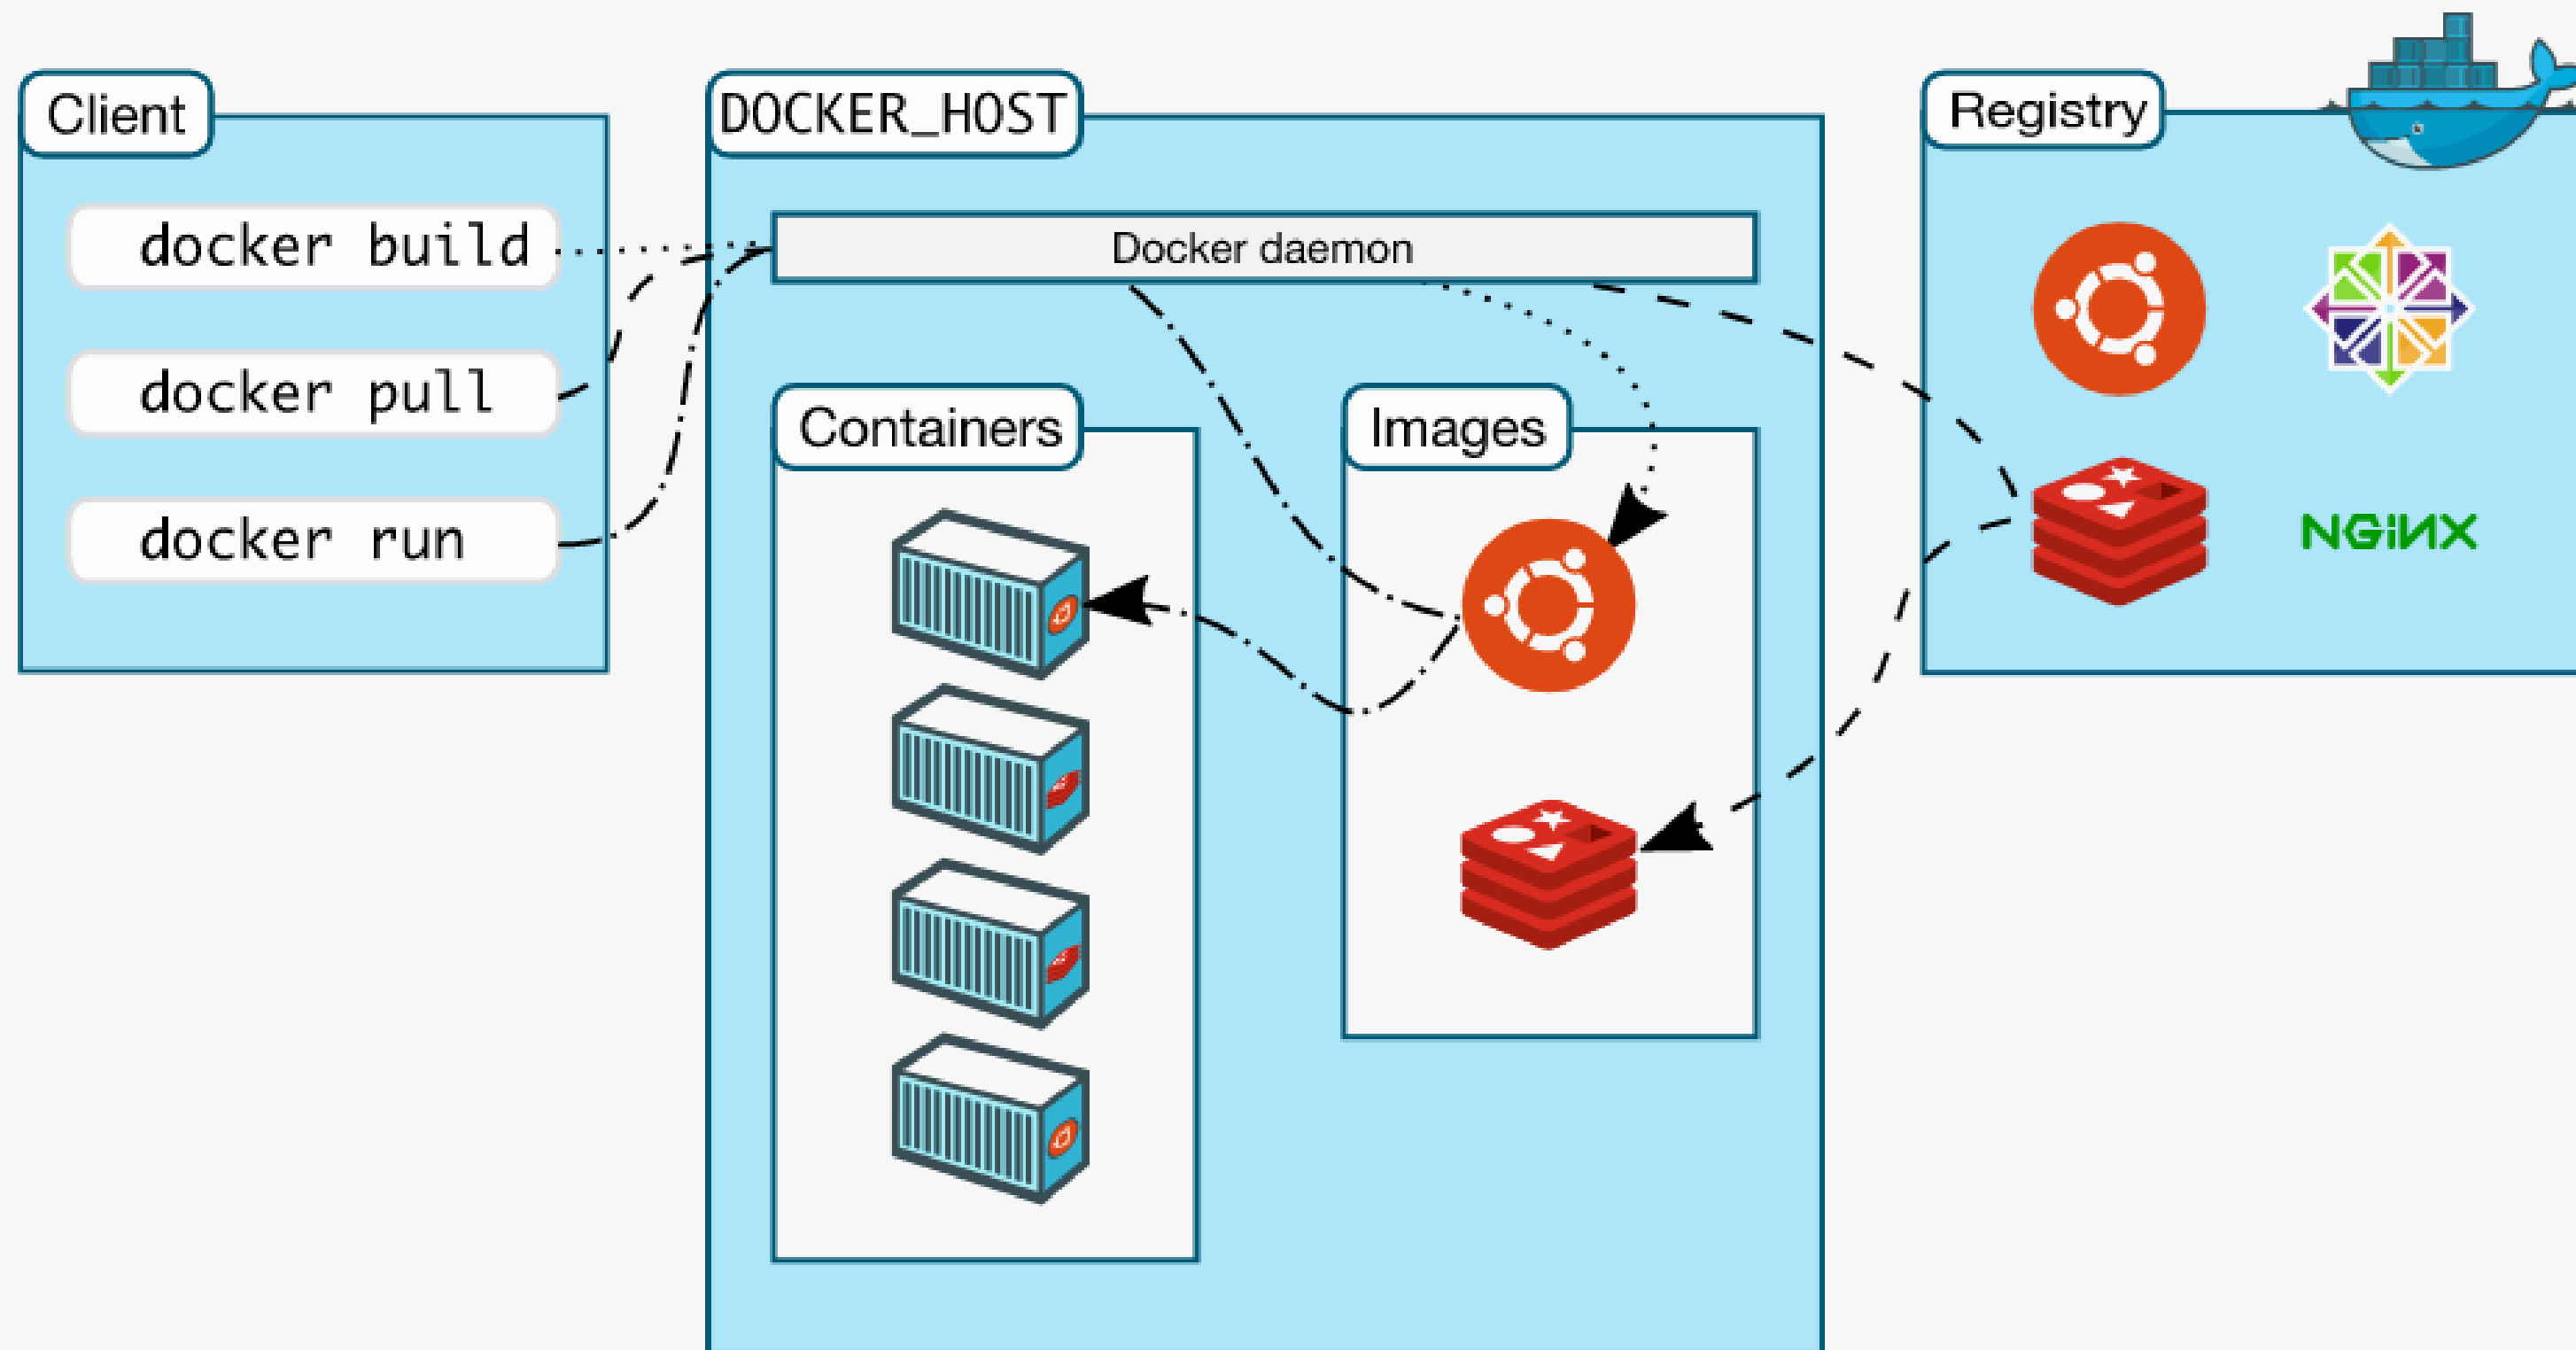 Client
docker build
docker pull
docker run
DOCKER_HOST
Docker daemon
Containers
Images
Registry
NGiNX